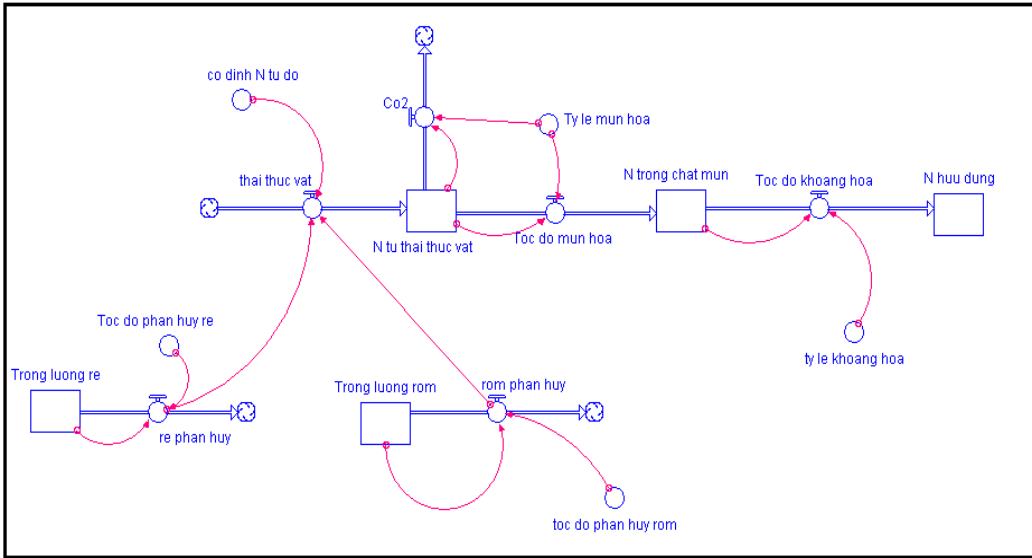 co dinh N tu do
Co2
Ty le mun hoa
thai thuc vat
N trong chat mun
Toc do khoang hoa
N huu dung
N tu thai thuc vat
Toc do mun hoa
Toc do phan huy re
ty le khoang hoa
Trong luong re
Trong luong rom
rom phan huy
re phan huy
toc do phan huy rom